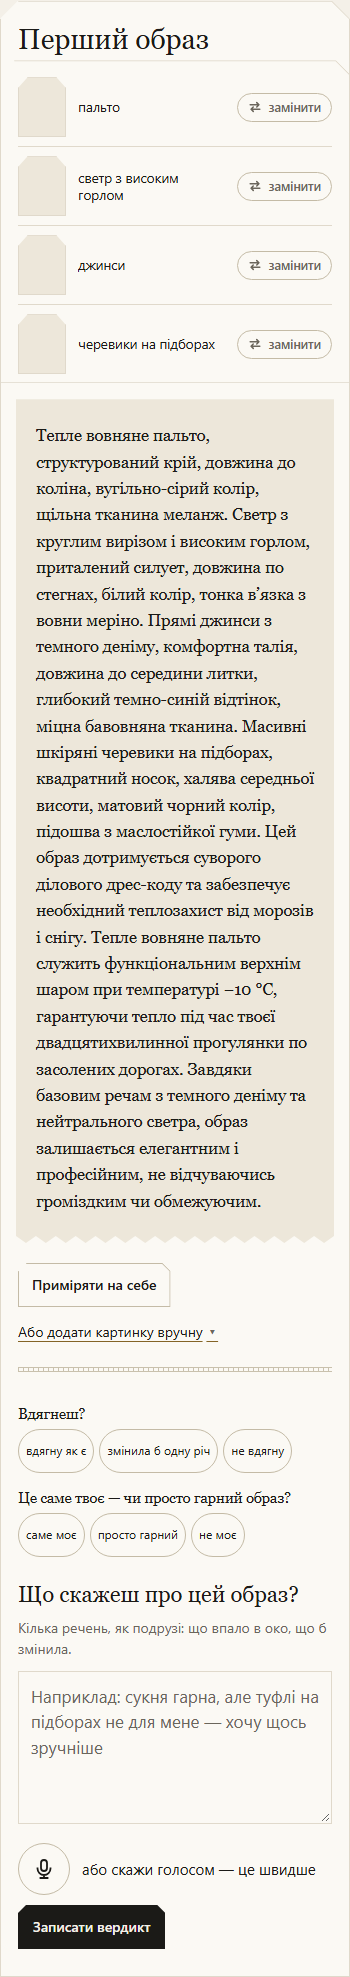 Перший образ
пальто
замінити
светр з високим
горлом
замінити
джинси
замінити
черевики на підборах
замінити
Тепле вовняне пальто,
структурований крій, довжина до
коліна, вугільно-сірий колір,
щільна тканина меланж. Светр з
круглим вирізом і високим горлом,
приталений силует, довжина по
стегнах, білий колір, тонка в’язка з
вовни меріно. Прямі джинси з
темного деніму, комфортна талія,
довжина до середини литки,
глибокий темно-синій відтінок,
міцна бавовняна тканина. Масивні
шкіряні черевики на підборах,
квадратний носок, халява середньої
висоти, матовий чорний колір,
підошва з маслостійкої гуми. Цей
образ дотримується суворого
ділового дрес-коду та забезпечує
необхідний теплозахист від морозів
і снігу. Тепле вовняне пальто
служить функціональним верхнім
шаром при температурі −10 °C,
гарантуючи тепло під час твоєї
двадцятихвилинної прогулянки по
засолених дорогах. Завдяки
базовим речам з темного деніму та
нейтрального светра, образ
залишається елегантним і
професійним, не відчуваючись
громіздким чи обмежуючим.
Приміряти на себе
Або додати картинку вручну
Вдягнеш?
вдягну як є
змінила б одну річ
не вдягну
Це саме твоє — чи просто гарний образ?
саме моє
просто гарний
не моє
Що скажеш про цей образ?
Кілька речень, як подрузі: що впало в око, що б
змінила.
Наприклад: сукня гарна, але туфлі на
підборах не для мене — хочу щось
зручніше
або скажи голосом — це швидше
Записати вердикт